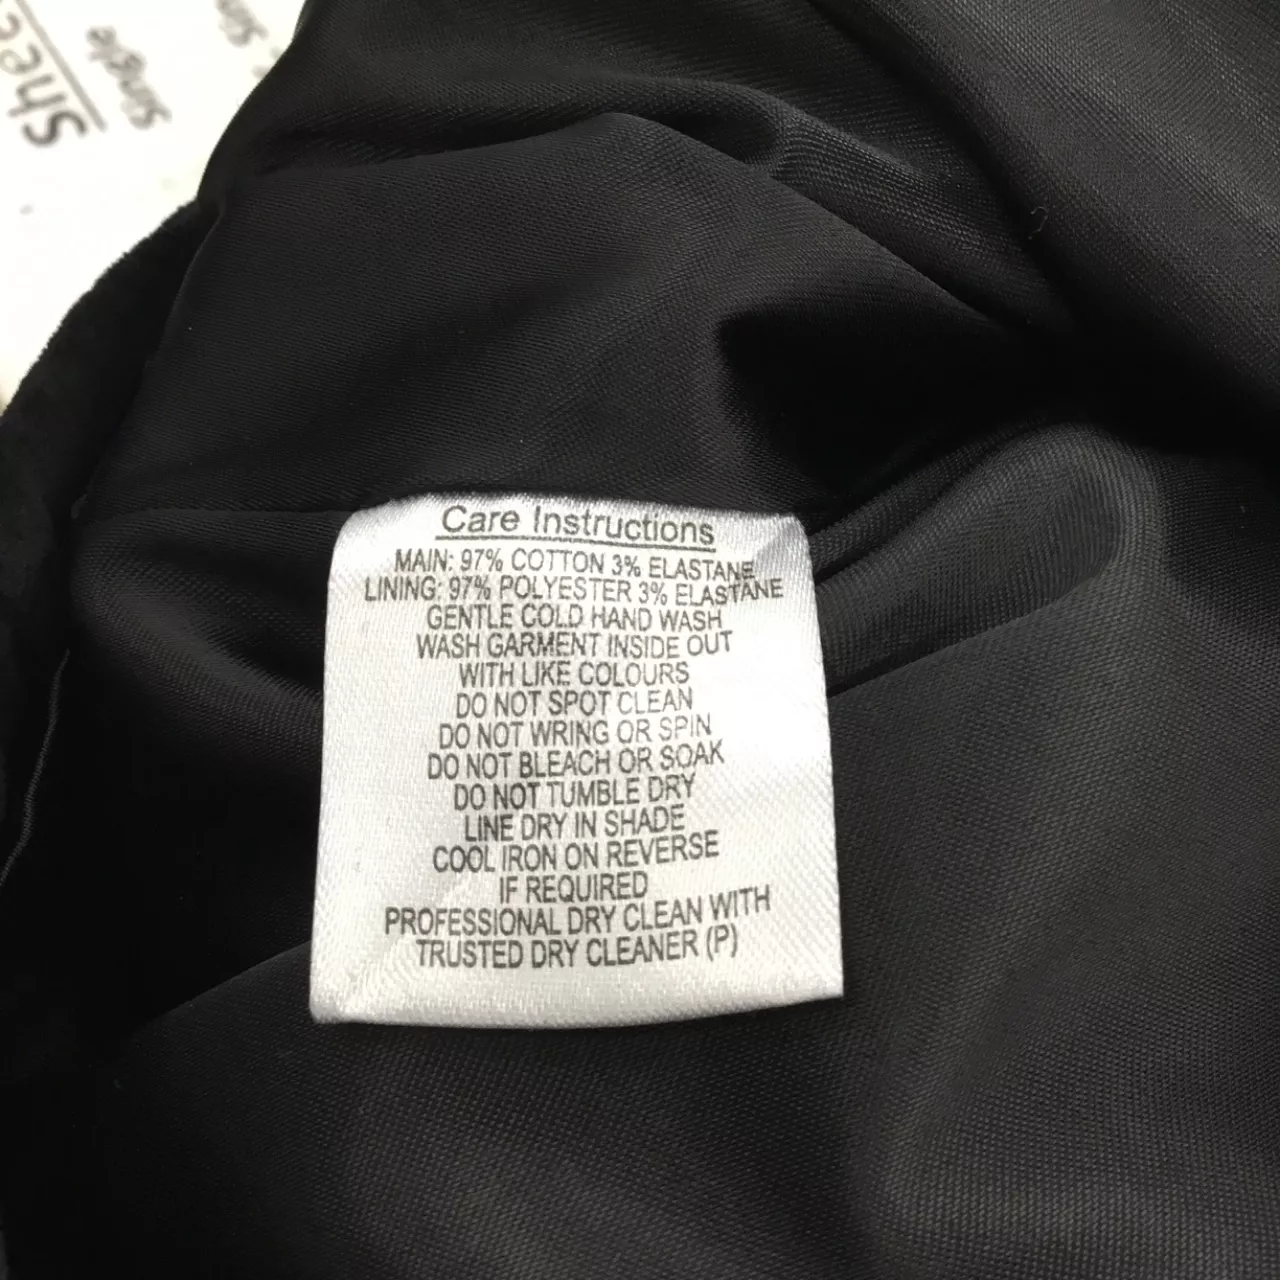 Shee
Single
Sin
Care Instructions
MAIN: 97% COTTON 3% ELASTANE
LINING: 97% POLYESTER 3% ELASTANE
GENTLE COLD HAND WASH
WASH GARMENT INSIDE OUT
WITH LIKE COLOURS
DO NOT SPOT CLEAN
DO NOT WRING OR SPIN
DO NOT BLEACH OR SOAK
DO NOT TUMBLE DRY
LINE DRY IN SHADE
COOL IRON ON REVERSE
IF REQUIRED
PROFESSIONAL DRY CLEAN WITH
TRUSTED DRY CLEANER (P)